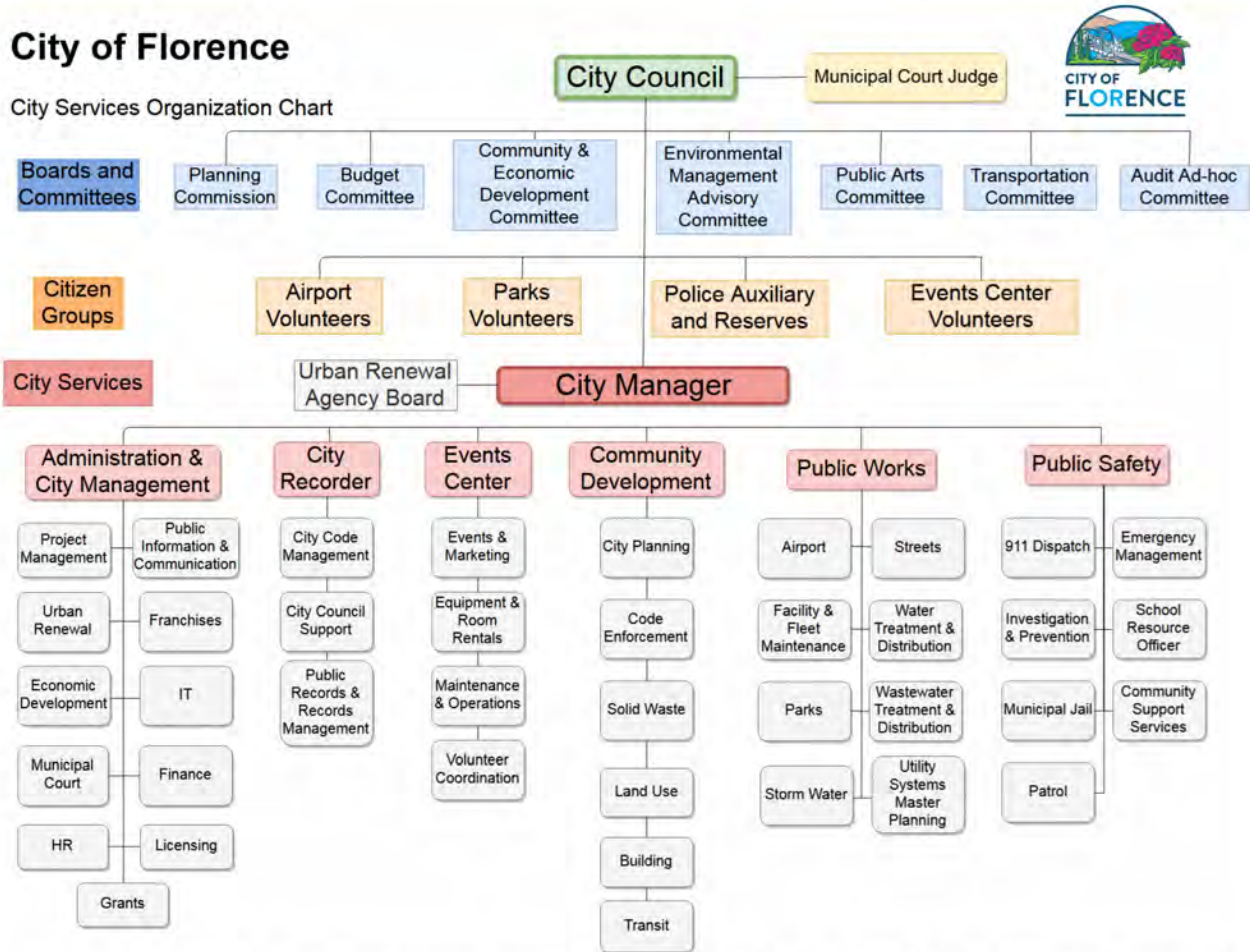 City of Florence
City Services Organization Chart
City Council
Municipal Court Judge
CITY OF
FLORENCE
Boards and
Committees
Planning
Commission
Budget
Committee
Community &
Economic
Development
Committee
Environmental
Management
Advisory
Committee
Public Arts
Committee
Transportation
Committee
Audit Ad-hoc
Committee
Citizen
Groups
Airport
Volunteers
Parks
Volunteers
Police Auxiliary
and Reserves
Events Center
Volunteers
City Services
Urban Renewal
Agency Board
City Manager
Administration &
City Management
Project
Management
Public
Information &
Communication
Urban
Renewal
Franchises
Economic
Development
IT
Municipal
Court
Finance
HR
Licensing
Grants
City
Recorder
City Code
Management
City Council
Support
Public
Records &
Records
Management
Events
Center
Events &
Marketing
Equipment &
Room
Rentals
Maintenance
& Operations
Volunteer
Coordination
Community
Development
City Planning
Code
Enforcement
Solid Waste
Land Use
Building
Transit
Public Works
Airport
Streets
Facility &
Fleet
Maintenance
Water
Treatment &
Distribution
Parks
Wastewater
Treatment &
Distribution
Storm Water
Utility
Systems
Master
Planning
Public Safety
911 Dispatch
Emergency
Management
Investigation
& Prevention
School
Resource
Officer
Municipal Jail
Community
Support
Services
Patrol